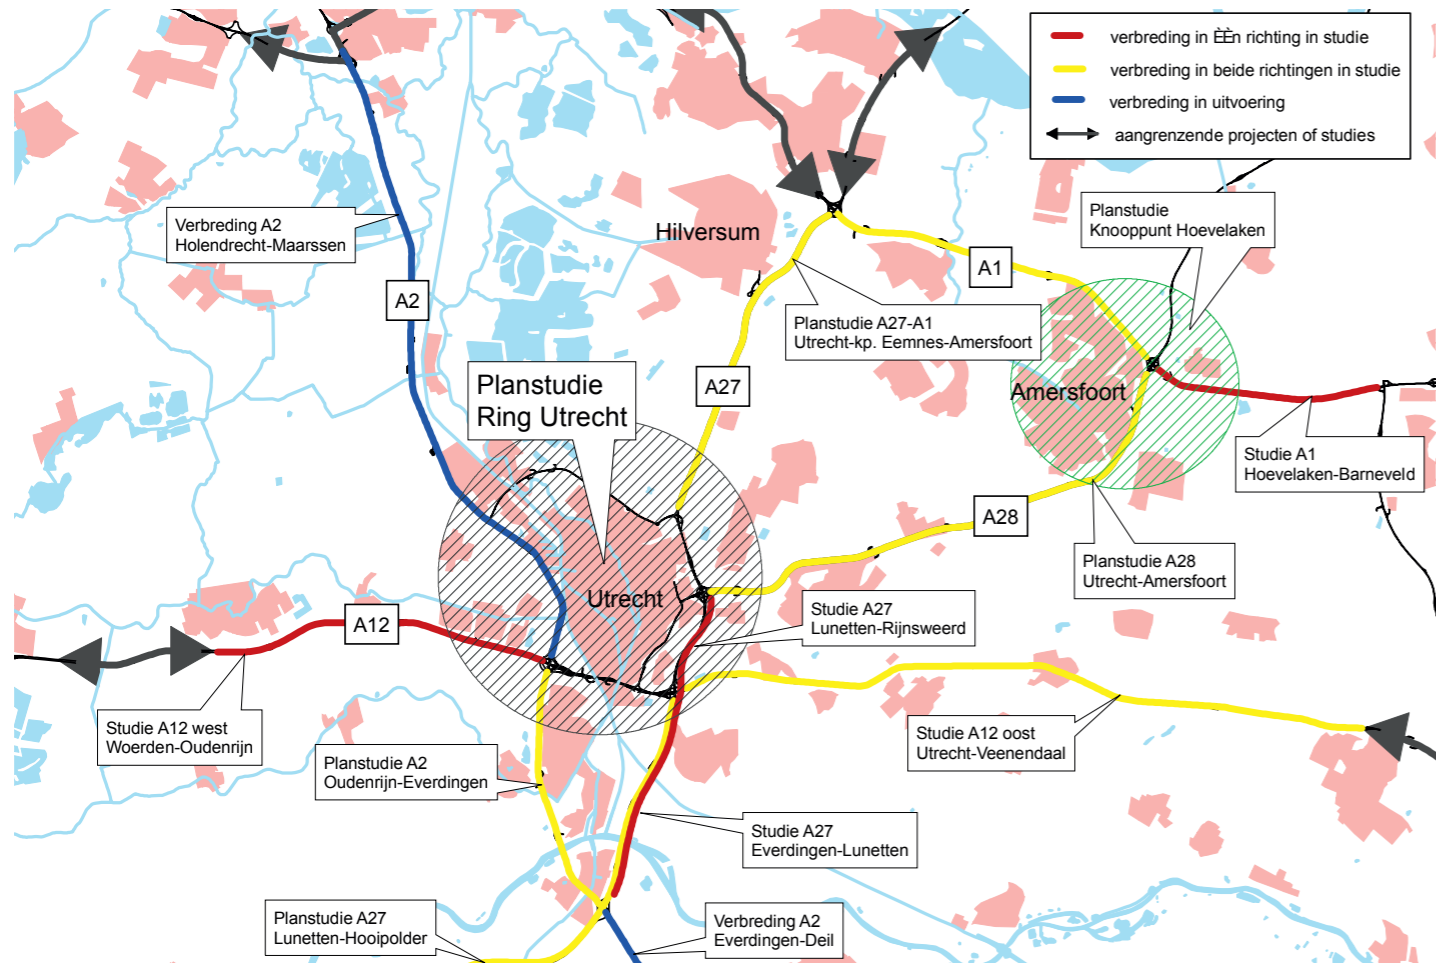 verbreding in ÈÈn richting in studie
verbreding in beide richtingen in studie
verbreding in uitvoering
aangrenzende projecten of studies
Planstudie
Knooppunt Hoevelaken
Verbreding A2
Holendrecht-Maarssen
Hilversum
A1
A2
Planstudie A27-A1
Utrecht-kp. Eemnes-Amersfoort
Planstudie
Ring Utrecht
A27
Amersfoort
Studie A1
Hoevelaken-Barneveld
A28
Planstudie A28
Utrecht-Amersfoort
Utrecht
Studie A27
Lunetten-Rijnsweerd
A12
Studie A12 west
Woerden-Oudenrijn
Studie A12 oost
Utrecht-Veenendaal
Planstudie A2
Oudenrijn-Everdingen
Studie A27
Everdingen-Lunetten
Planstudie A27
Lunetten-Hooipolder
Verbreding A2
Everdingen-Deil